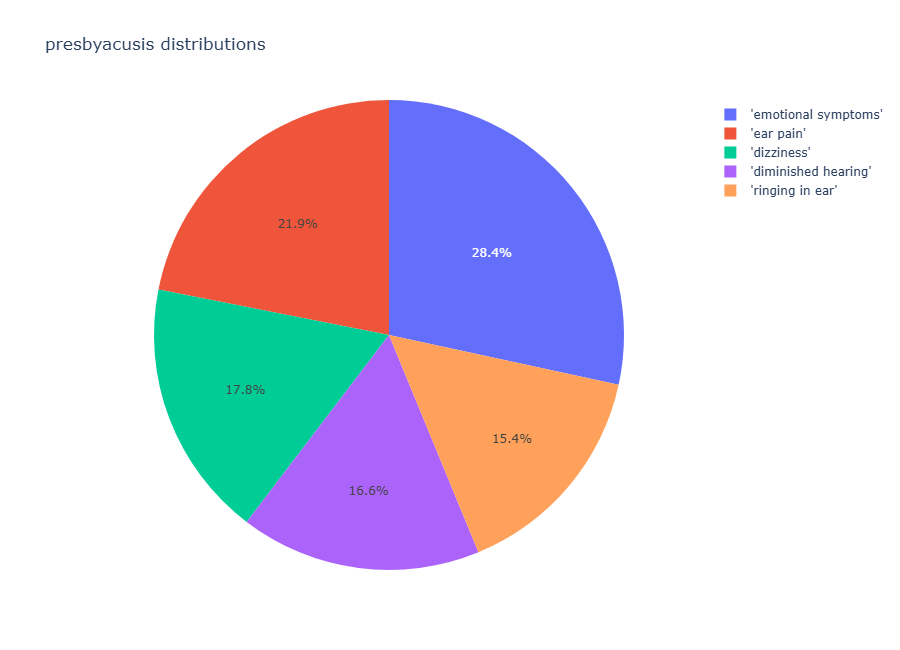 presbyacusis distributions
'emotional symptoms'
'ear pain'
'dizziness'
'diminished hearing'
'ringing in ear'
21.9%
28.4%
17.8%
15.4%
16.6%